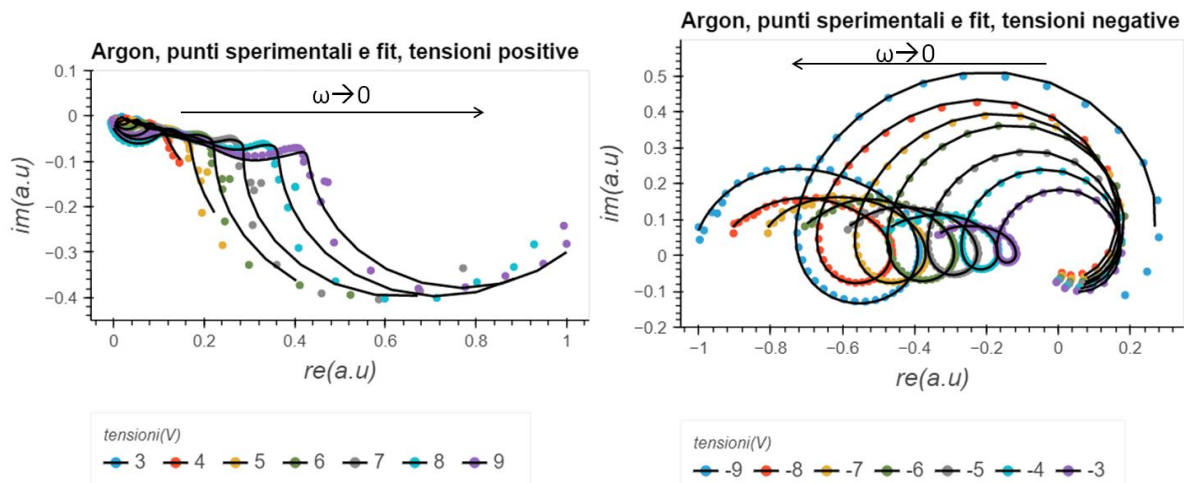 Argon, punti sperimentali e fit, tensioni positive
ω→0
0.1
0
−0.1
−0.2
−0.3
−0.4
im(a.u)
0
0.2
0.4
0.6
0.8
1
re(a.u)
tensioni(V)
3 4 5 6 7 8 9
Argon, punti sperimentali e fit, tensioni negative
ω→0
0.5
0.4
0.3
0.2
0.1
0
−0.1
−0.2
im(a.u)
−1
−0.8
−0.6
−0.4
−0.2
0
0.2
re(a.u)
tensioni(V)
-9 -8 -7 -6 -5 -4 -3